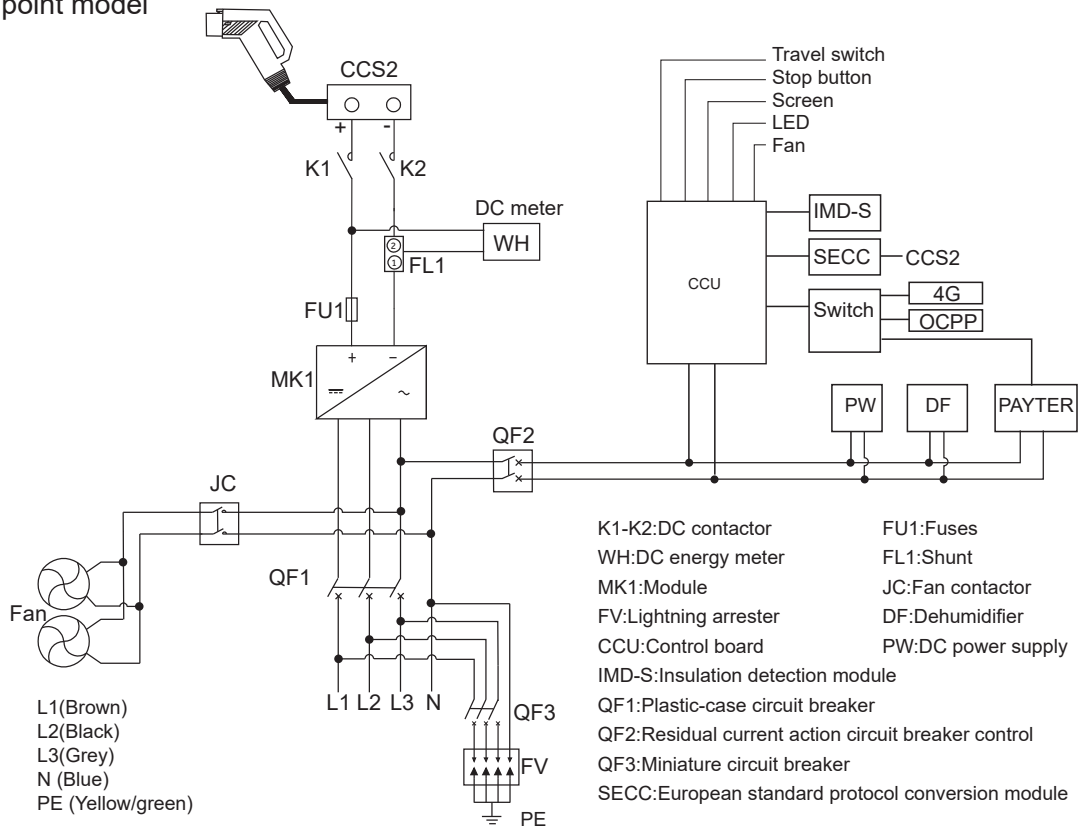 point model
CCS2
+ -
K1 K2
DC meter
WH
2
1
FL1
FU1
+ -
MK1
QF2
JC
QF1
Fan
L1 L2 L3 N
QF3
FV
PE
L1(Brown)
L2(Black)
L3(Grey)
N (Blue)
PE (Yellow/green)
Travel switch
Stop button
Screen
LED
Fan
CCU
IMD-S
SECC CCS2
Switch
4G
OCPP
PW DF PAYTER
K1-K2:DC contactor FU1:Fuses
WH:DC energy meter FL1:Shunt
MK1:Module JC:Fan contactor
FV:Lightning arrester DF:Dehumidifier
CCU:Control board PW:DC power supply
IMD-S:Insulation detection module
QF1:Plastic-case circuit breaker
QF2:Residual current action circuit breaker control
QF3:Miniature circuit breaker
SECC:European standard protocol conversion module